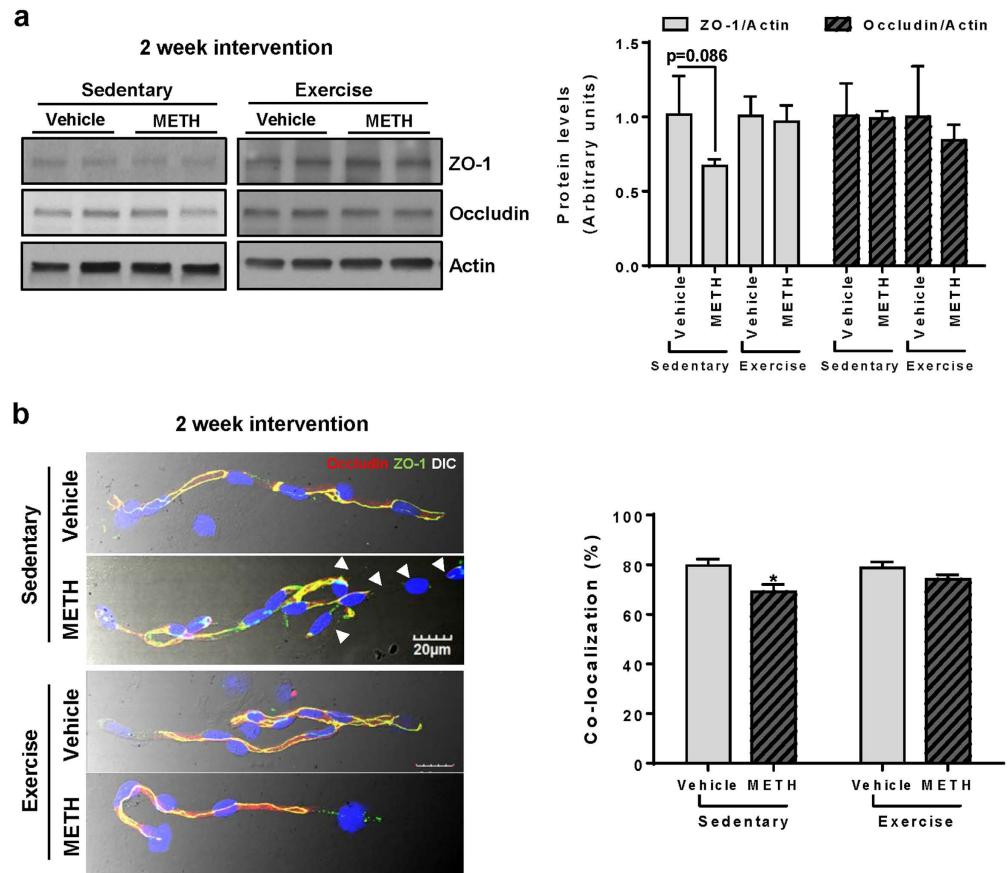 a
2 week intervention
Sedentary
Exercise
Vehicle
METH
Vehicle
METH
ZO-1
Occludin
Actin
ZO-1/Actin
Occludin/Actin
Protein levels
(Arbitrary units)
1.5
1.0
0.5
0.0
p=0.086
Vehicle
METH
Vehicle
METH
Vehicle
METH
Vehicle
METH
Sedentary
Exercise
Sedentary
Exercise
b
2 week intervention
Sedentary
Vehicle
METH
Exercise
Vehicle
METH
Occludin ZO-1 DIC
20µm
Co-localization (%)
100
80
60
40
20
0
*
Vehicle METH
Vehicle METH
Sedentary
Exercise